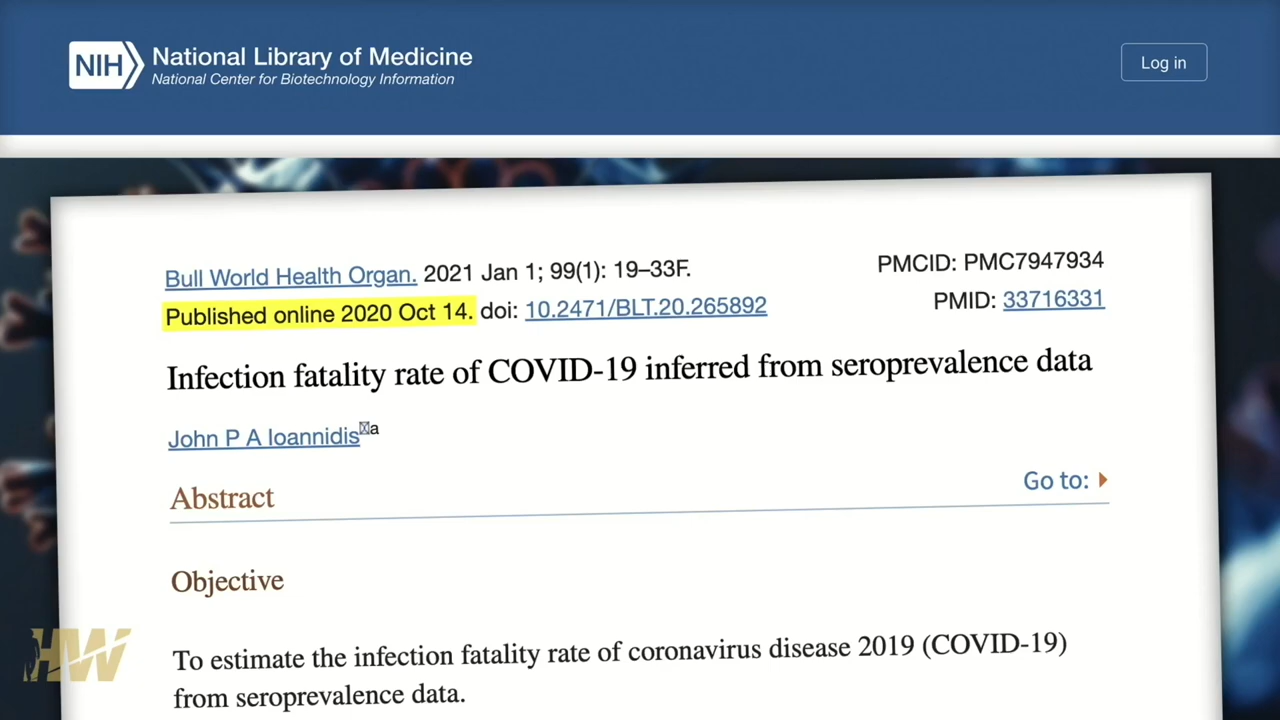 NIH National Library of Medicine
National Center for Biotechnology Information
Log in
Bull World Health Organ. 2021 Jan 1; 99(1): 19–33F.
PMCID: PMC7947934
Published online 2020 Oct 14. doi: 10.2471/BLT.20.265892
PMID: 33716331
Infection fatality rate of COVID-19 inferred from seroprevalence data
John P A Ioannidis a
Abstract
Go to:
Objective
To estimate the infection fatality rate of coronavirus disease 2019 (COVID-19)
from seroprevalence data.
HW